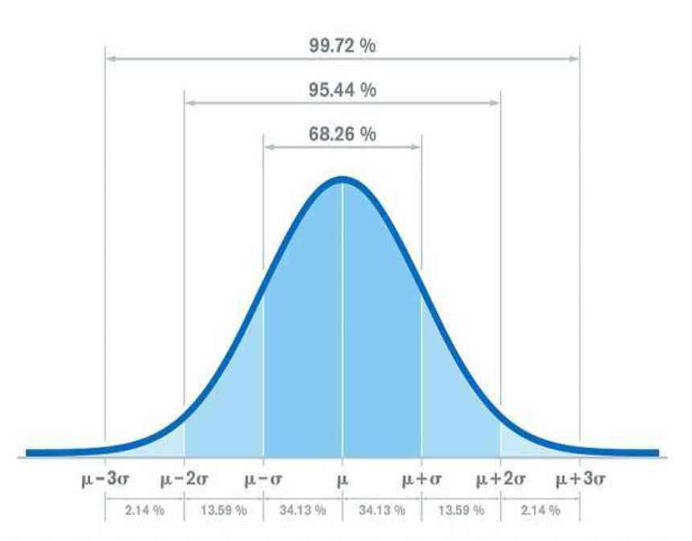 99.72 %
95.44 %
68.26 %
μ-3σ μ-2σ μ-σ μ μ+σ μ+2σ μ+3σ
2.14 % 13.59 % 34.13 % 34.13 % 13.59 % 2.14 %